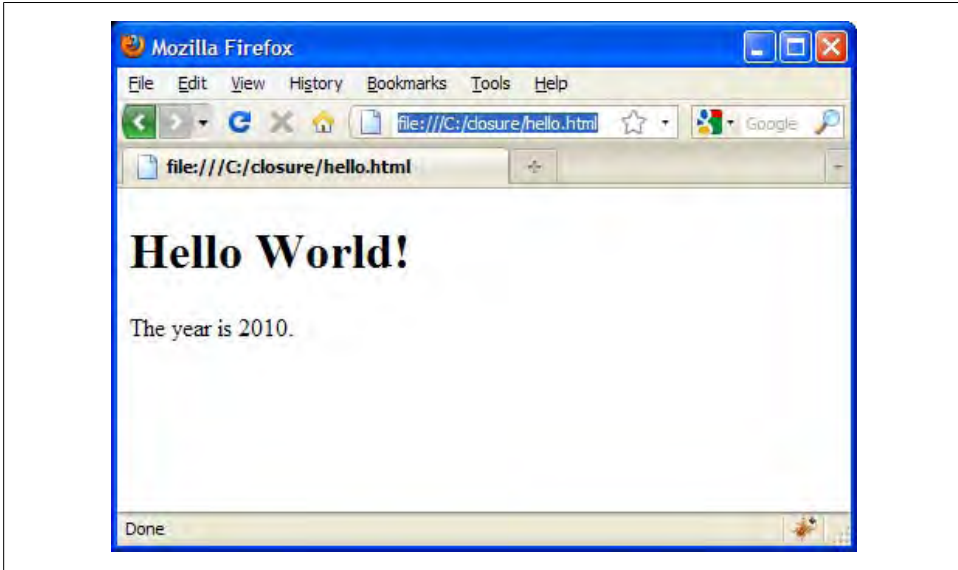 Mozilla Firefox
File Edit View History Bookmarks Tools Help
file:///C:/closure/hello.html Google
file:///C:/closure/hello.html
Hello World!
The year is 2010.
Done